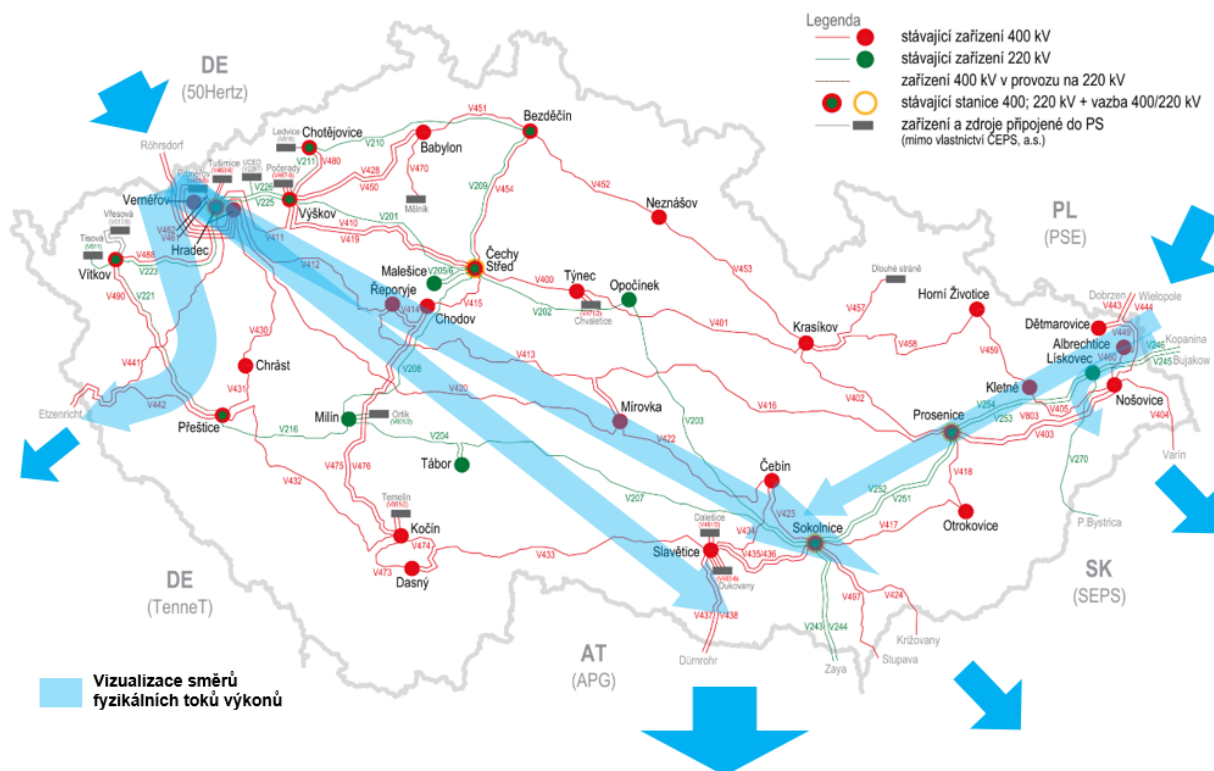 Legenda
stávající zařízení 400 kV
stávající zařízení 220 kV
zařízení 400 kV v provozu na 220 kV
stávající stanice 400; 220 kV + vazba 400/220 kV
zařízení a zdroje připojené do PS
(mimo vlastnictví ČEPS, a.s.)
DE
(50Hertz)
Röhrsdorf
Tušimice
Ledvice
Chotějovice
V211
V480
V210
V451
Bezděčín
Babylon
V428
V450
V470
Mělník
V209
V454
V452
Neznášov
V453
Počerady
Výškov
V226
V225
V201
V410
V419
V411
V412
Verněřov
V462
V461
Hradec
Vřesová
Tisová
Vítkov
V488
V223
V490
V221
V430
V441
V442
Etzenricht
Chrást
V431
Přeštice
V216
V432
Čechy
Střed
Malešice
V205/6
Řeporyje
V414
V415
Chodov
V208
V400
Týnec
Chvaletice
V202
Opočínek
V401
V413
V203
V420
V416
V402
Mírovka
V422
Milín
Orlík
V204
Tábor
V207
V475
V476
Temelín
Kočín
V474
V473
Dasný
V433
Čebín
V423
V434
V435/436
Dalešice
Slavětice
Dukovany
V437
V438
Dürnrohr
Sokolnice
V252
V251
V417
V418
Otrokovice
V497
V424
V243
V244
Zaya
Stupava
Križovany
PL
(PSE)
Dlouhé stráně
V457
Krasíkov
V458
Horní Životice
V459
Dobrzen
Wielopole
V443
V444
Dětmarovice
V449
Albrechtice
V460
Lískovec
V246
V245
Kopanina
Bujakow
Kletné
V254
V253
V803
V405
V403
Nošovice
V404
Varín
Prosenice
V270
P.Bystrica
DE
(TenneT)
AT
(APG)
SK
(SEPS)
Vizualizace směrů
fyzikálních toků výkonů